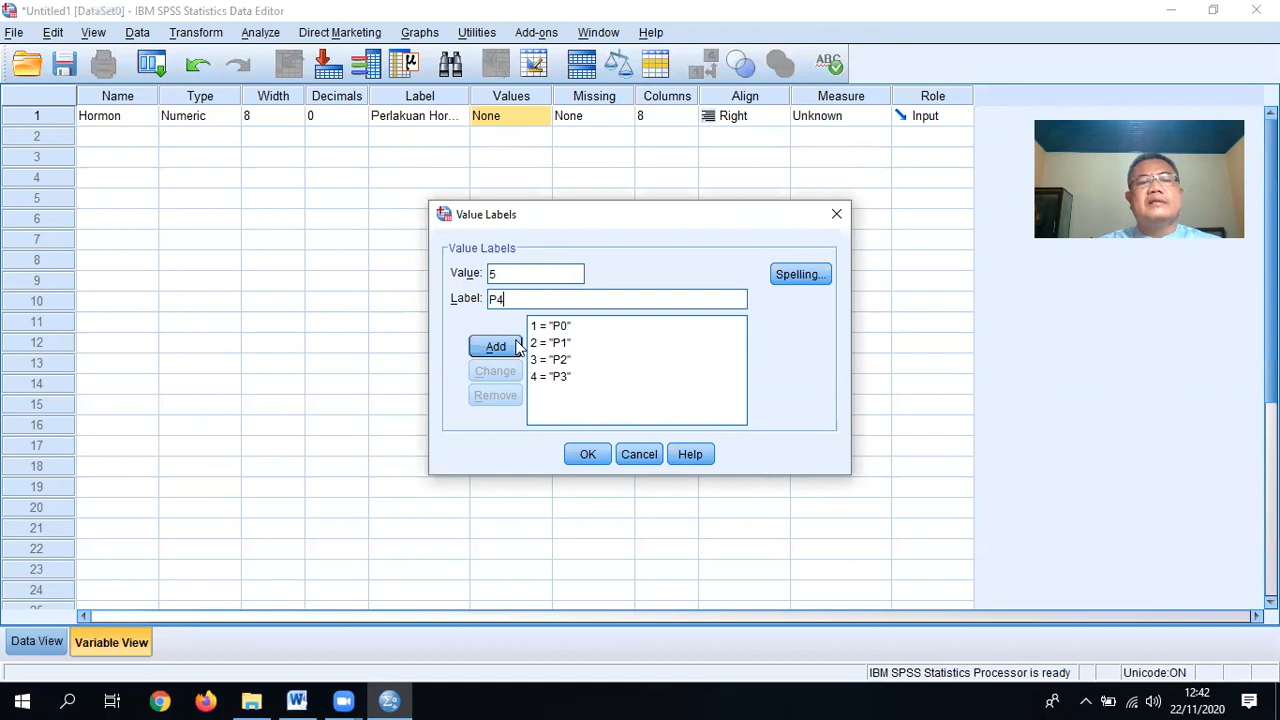 *Untitled1 [DataSet0] - IBM SPSS Statistics Data Editor
File Edit View Data Transform Analyze Direct Marketing Graphs Utilities Add-ons Window Help
Name Type Width Decimals Label Values Missing Columns Align Measure Role
1 Hormon Numeric 8 0 Perlakuan Hor... None None 8 Right Unknown Input
2
3
4
5
6
7
8
9
10
11
12
13
14
15
16
17
18
19
20
21
22
23
24
Value Labels
Value Labels
Value: 5
Spelling...
Label: P4
1 = "P0"
2 = "P1"
3 = "P2"
4 = "P3"
Add
Change
Remove
OK Cancel Help
Data View Variable View
IBM SPSS Statistics Processor is ready Unicode:ON
12:42
22/11/2020